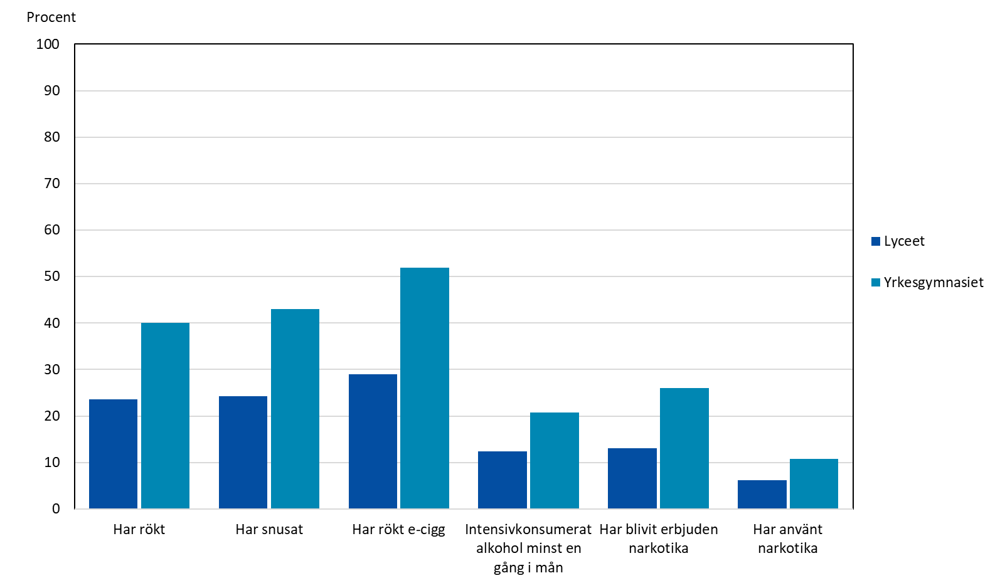 Procent
100
90
80
70
60
50
40
30
20
10
0
Har rökt
Har snusat
Har rökt e-cigg
Intensivkonsumerat
alkohol minst en
gång i mån
Har blivit erbjuden
narkotika
Har använt
narkotika
Lyceet
Yrkesgymnasiet